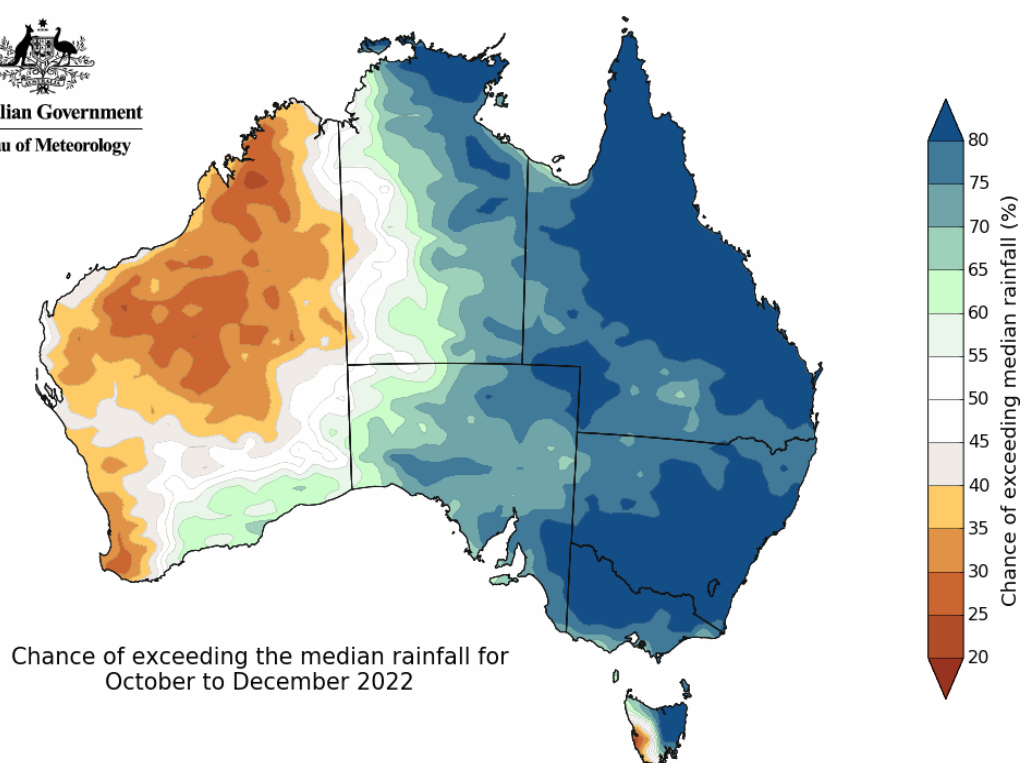 lian Government
au of Meteorology
80
75
70
65
60
55
50
45
40
35
30
25
20
Chance of exceeding median rainfall (%)
Chance of exceeding the median rainfall for
October to December 2022